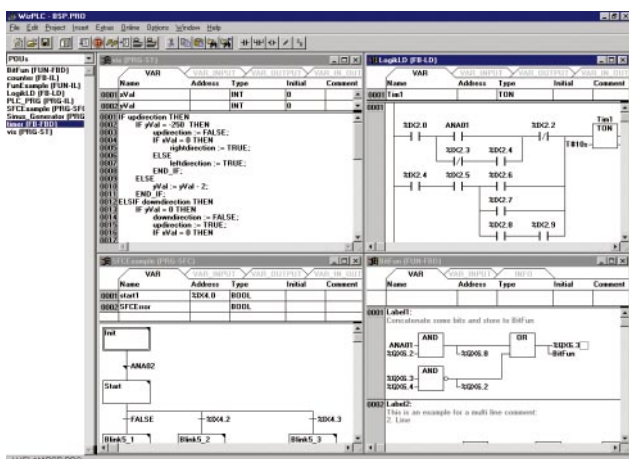 WizPLC - BSP.PRO
File Edit Project Insert Extras Online Options Window Help
POUs
BitFun (FUN-FBD)
counter (FB-IL)
FunExample (FUN-IL)
LogikLD (FB-LD)
PLC_PRG (PRG-IL)
SFCExample (PRG-SFC
Sinus_Generator (PRG
timer (FB-FBD)
vis (PRG-ST)
vis (PRG-ST)
VAR VAR_INPUT VAR_OUTPUT VAR_IN_OUT
Name Address Type Initial Comment
0001 xVal INT 0
0002 yVal INT 0
0001 IF updirection THEN
0002 IF yVal = -250 THEN
0003 updirection := FALSE;
0004 IF xVal = 0 THEN
0005 rightdirection := TRUE;
0006 ELSE
0007 leftdirection := TRUE;
0008 END_IF;
0009 ELSE
0010 yVal := yVal - 2;
0011 END_IF;
0012 ELSIF downdirection THEN
0013 IF yVal = 0 THEN
0014 downdirection := FALSE;
0015 updirection := TRUE;
0016 IF xVal = 0 THEN
LogikLD (FB-LD)
VAR VAR_INPUT VAR_OUTPUT VAR_IN_OUT
Name Address Type Initial Comment
0001 Tim1 TON
0001
%IX2.0 ANA01 %IX2.2 Tim1
TON
%IX2.3 %IX2.4 T#10s
%IX2.4 %IX2.5 %IX2.6
%IX2.7
%IX2.8 %IX2.9
SFCExample (PRG-SFC)
VAR VAR_INPUT VAR_OUTPUT VAR_IN_OUT
Name Address Type Initial Comment
0001 start1 %IX4.0 BOOL
0002 SFCError BOOL
Init
ANA02
Start
FALSE %IX4.2 %IX4.3
Blink5_1 Blink5_2 Blink5_3
BitFun (FUN-FBD)
VAR VAR_INPUT INFO
Name Address Type Initial Comment
0001 Label1:
Concatenate some bits and store to BitFun
AND OR
ANA01 %QX6.3
%QX6.2 %QX6.8 BitFun
AND
%QX6.3
%QX6.4 %QX6.2
0002 Label2:
This is an example for a multi line comment:
2. Line